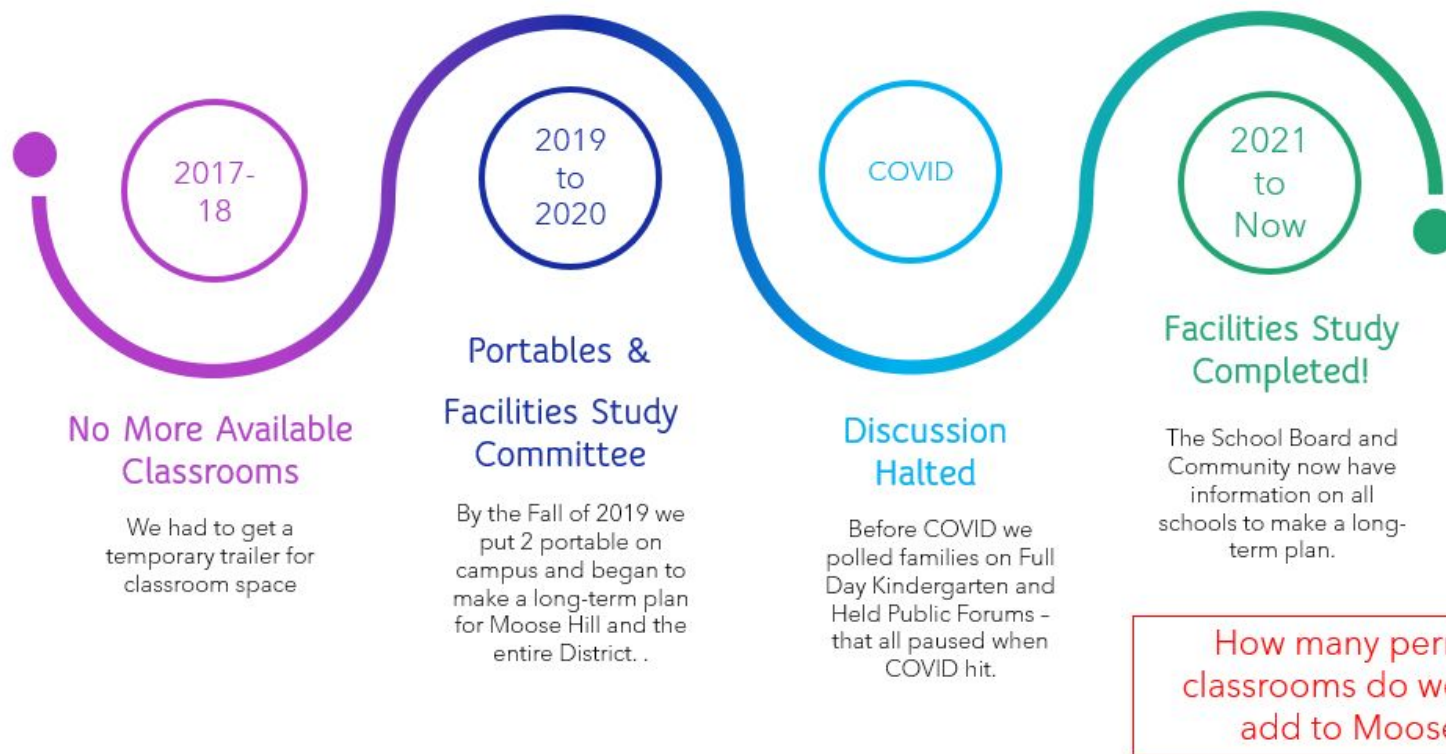 2017-
18
No More Available
Classrooms
We had to get a
temporary trailer for
classroom space
2019
to
2020
Portables &
Facilities Study
Committee
By the Fall of 2019 we
put 2 portable on
campus and began to
make a long-term plan
for Moose Hill and the
entire District. .
COVID
Discussion
Halted
Before COVID we
polled families on Full
Day Kindergarten and
Held Public Forums –
that all paused when
COVID hit.
2021
to
Now
Facilities Study
Completed!
The School Board and
Community now have
information on all
schools to make a long-
term plan.
How many
classrooms do
add to Moose